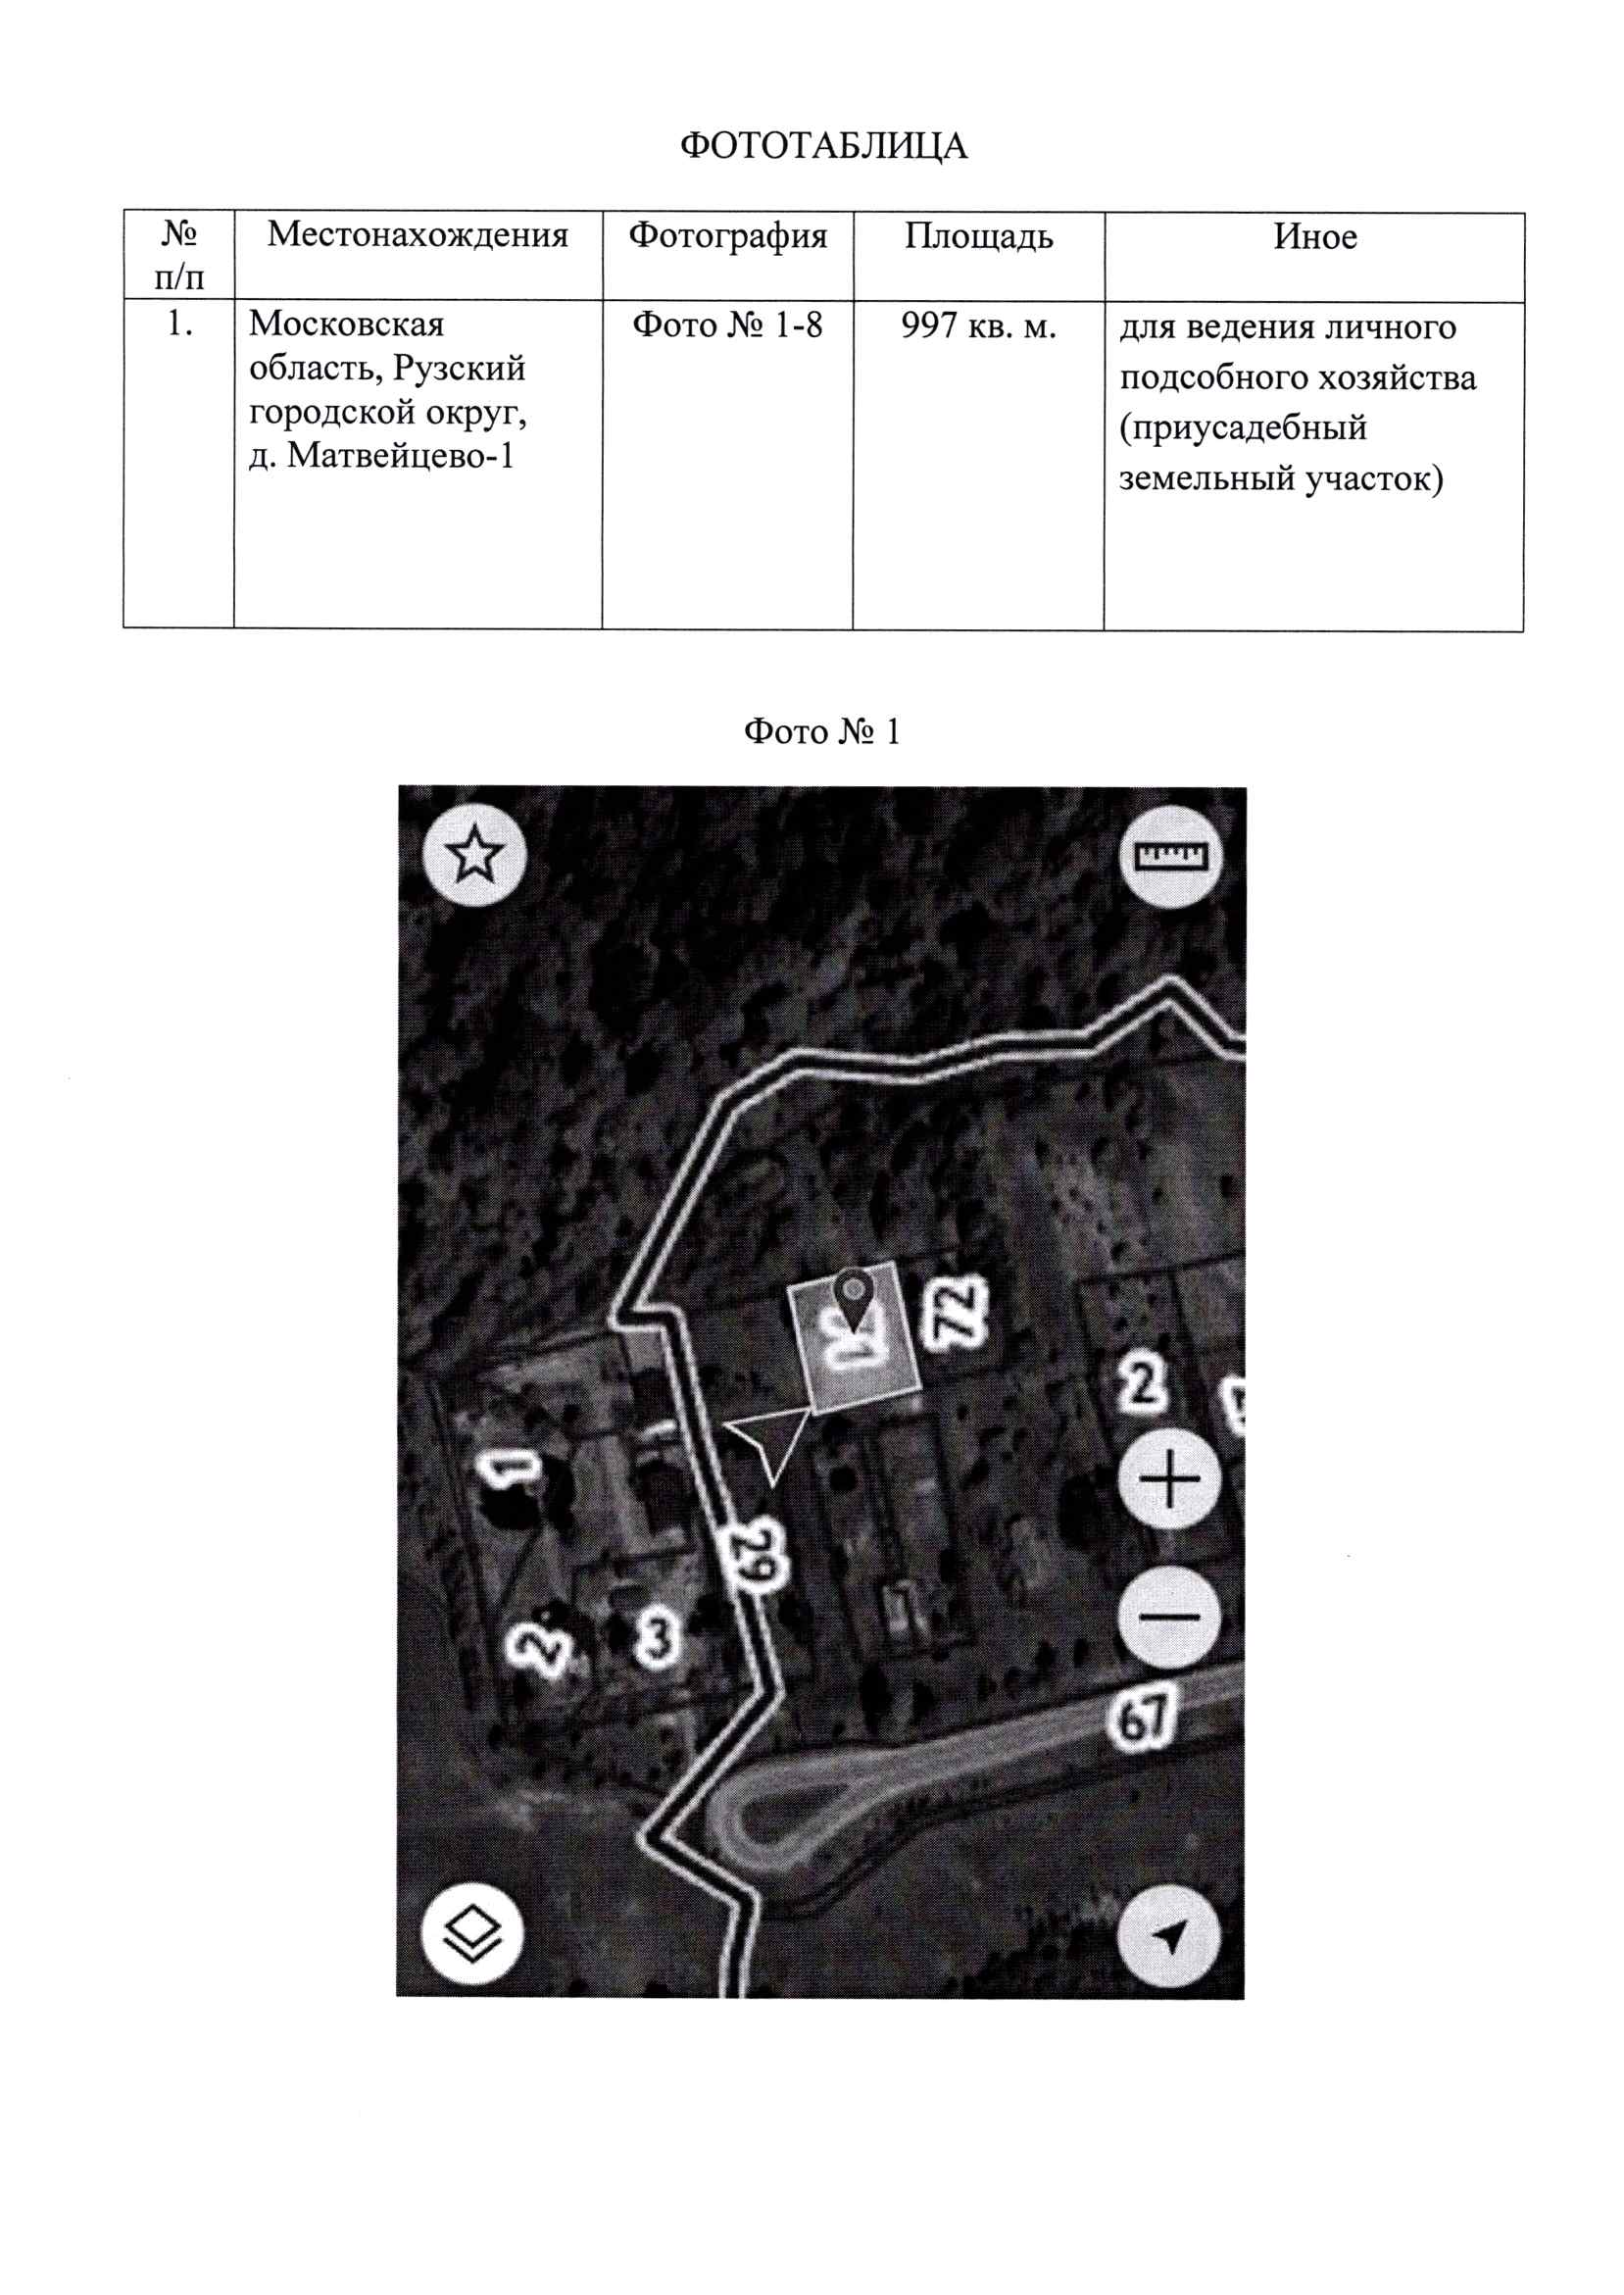 ФОТОТАБЛИЦА
№ п/п
Местонахождения
Фотография
Площадь
Иное
1.
Московская
область, Рузский
городской округ,
д. Матвейцево-1
Фото № 1-8
997 кв. м.
для ведения личного
подсобного хозяйства
(приусадебный
земельный участок)
Фото № 1
72
2
1
29
2
3
67